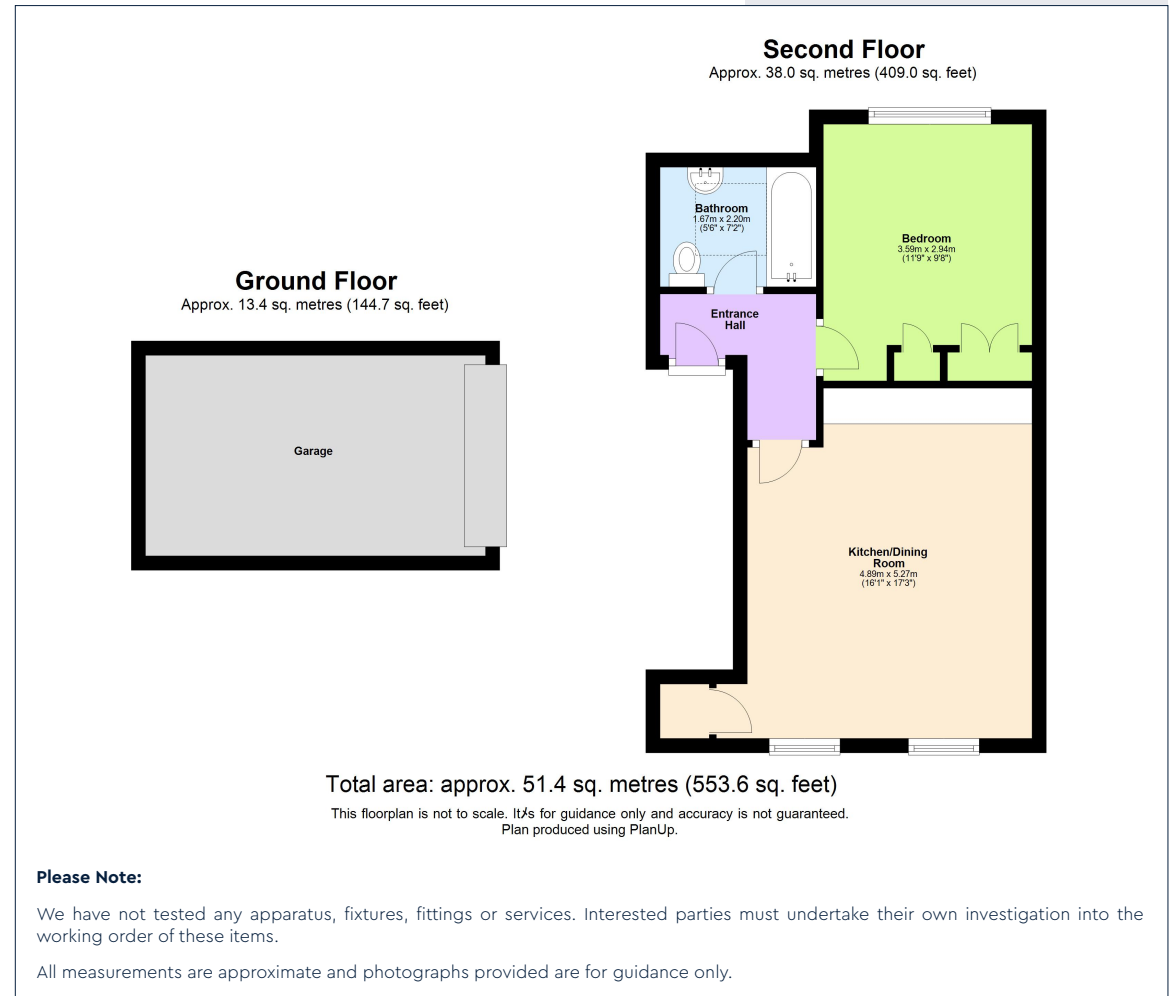 Second Floor
Approx. 38.0 sq. metres (409.0 sq. feet)
Bathroom
1.67m x 2.20m
(5'6" x 7'2")
Bedroom
3.59m x 2.94m
(11'9" x 9'8")
Ground Floor
Approx. 13.4 sq. metres (144.7 sq. feet)
Entrance
Hall
Garage
Kitchen/Dining
Room
4.89m x 5.27m
(16'1" x 17'3")
Total area: approx. 51.4 sq. metres (553.6 sq. feet)
This floorplan is not to scale. It's for guidance only and accuracy is not guaranteed.
Plan produced using PlanUp.
Please Note:
We have not tested any apparatus, fixtures, fittings or services. Interested parties must undertake their own investigation into the
working order of these items.
All measurements are approximate and photographs provided are for guidance only.